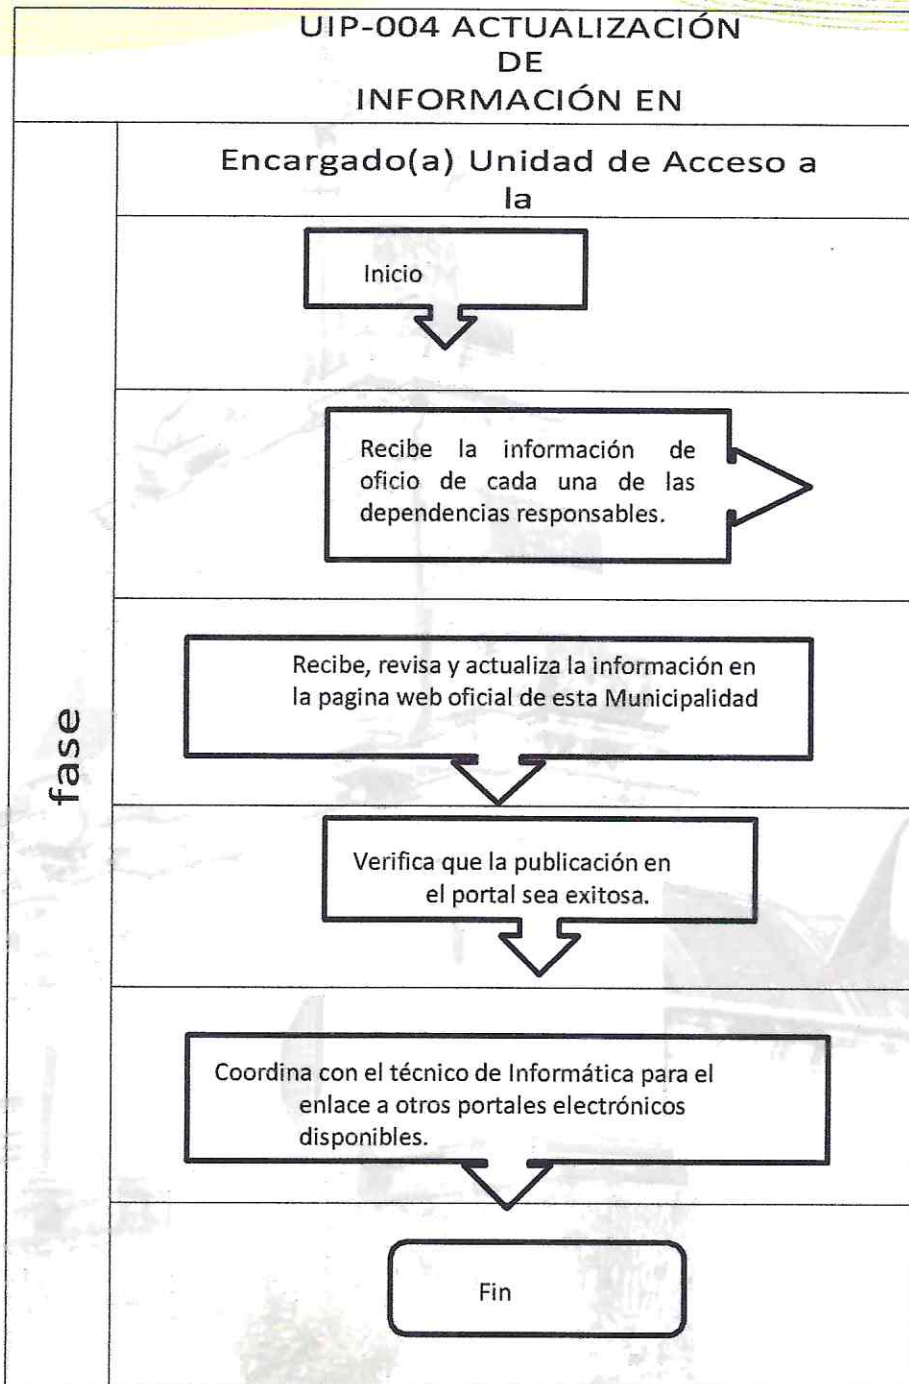 UIP-004 ACTUALIZACIÓN
DE
INFORMACIÓN EN
Encargado(a) Unidad de Acceso a
la
fase
Inicio
Recibe la información de
oficio de cada una de las
dependencias responsables.
Recibe, revisa y actualiza la información en
la pagina web oficial de esta Municipalidad
Verifica que la publicación en
el portal sea exitosa.
Coordina con el técnico de Informática para el
enlace a otros portales electrónicos
disponibles.
Fin